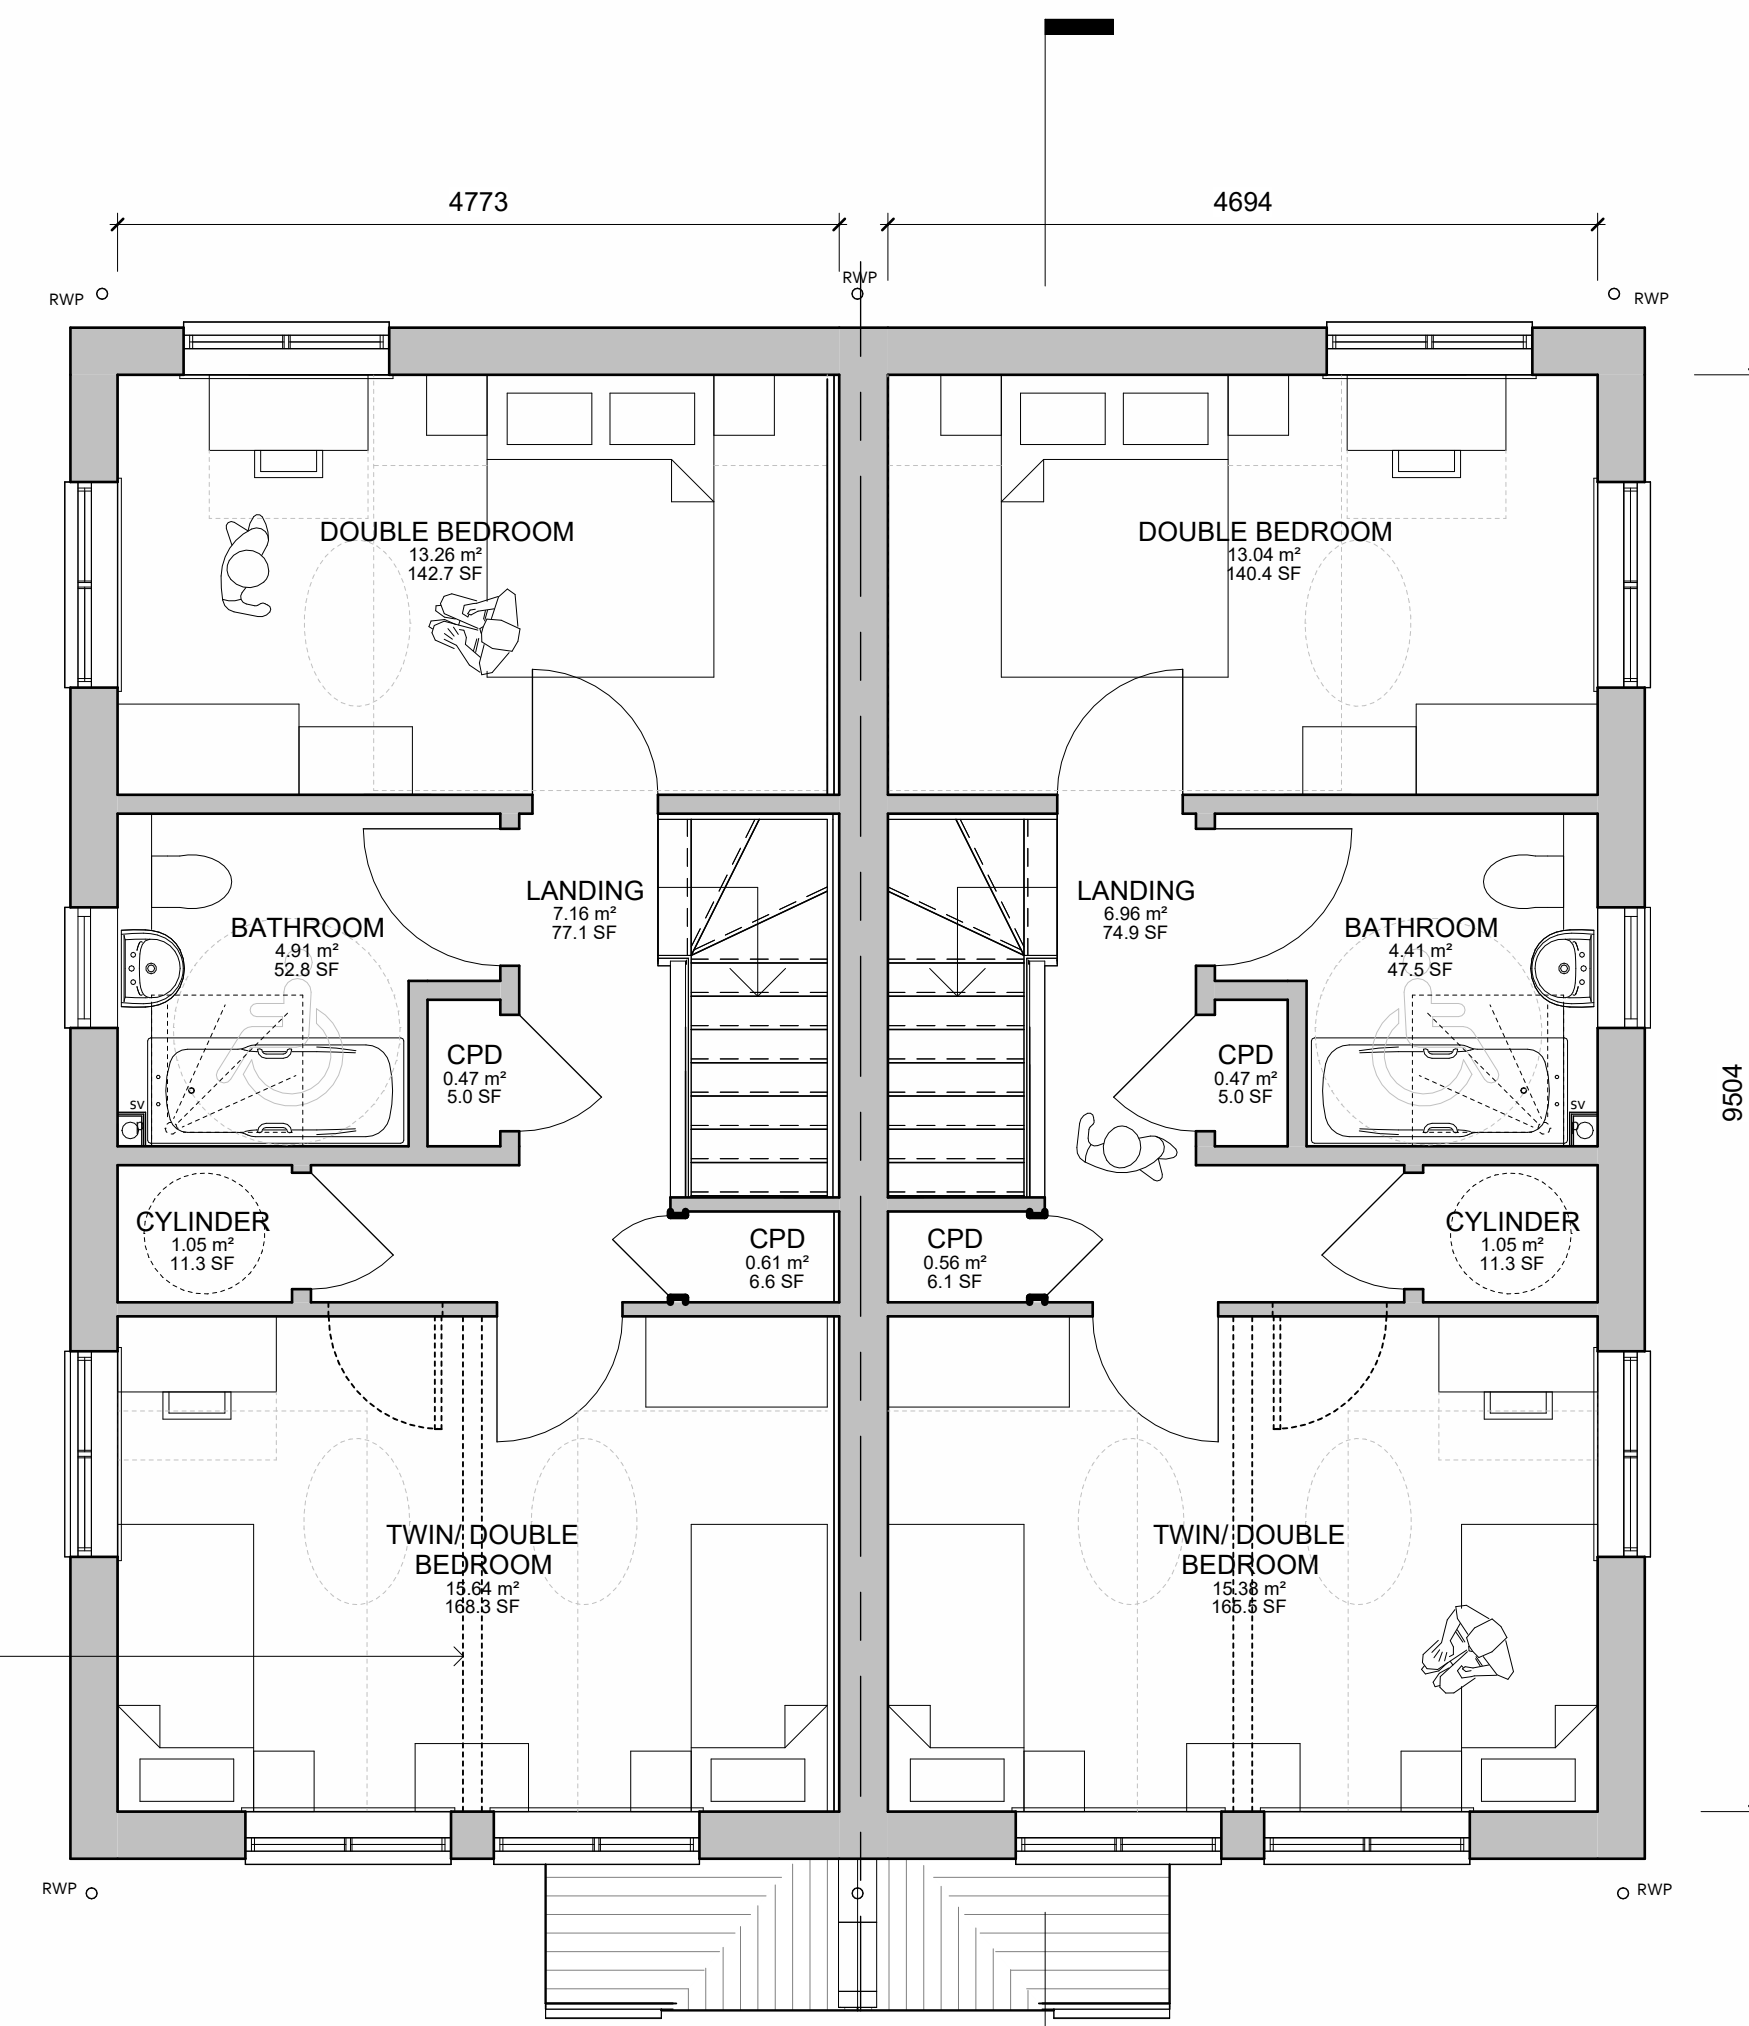 4773
4694
RWP
RWP
RWP
DOUBLE BEDROOM
13.26 m²
142.7 SF
DOUBLE BEDROOM
13.04 m²
140.4 SF
LANDING
7.16 m²
77.1 SF
LANDING
6.96 m²
74.9 SF
BATHROOM
4.91 m²
52.8 SF
BATHROOM
4.41 m²
47.5 SF
CPD
0.47 m²
5.0 SF
CPD
0.47 m²
5.0 SF
9504
SV
SV
CYLINDER
1.05 m²
11.3 SF
CPD
0.61 m²
6.6 SF
CPD
0.56 m²
6.1 SF
CYLINDER
1.05 m²
11.3 SF
TWIN/ DOUBLE
BEDROOM
15.64 m²
168.3 SF
TWIN/ DOUBLE
BEDROOM
15.38 m²
165.5 SF
RWP
RWP